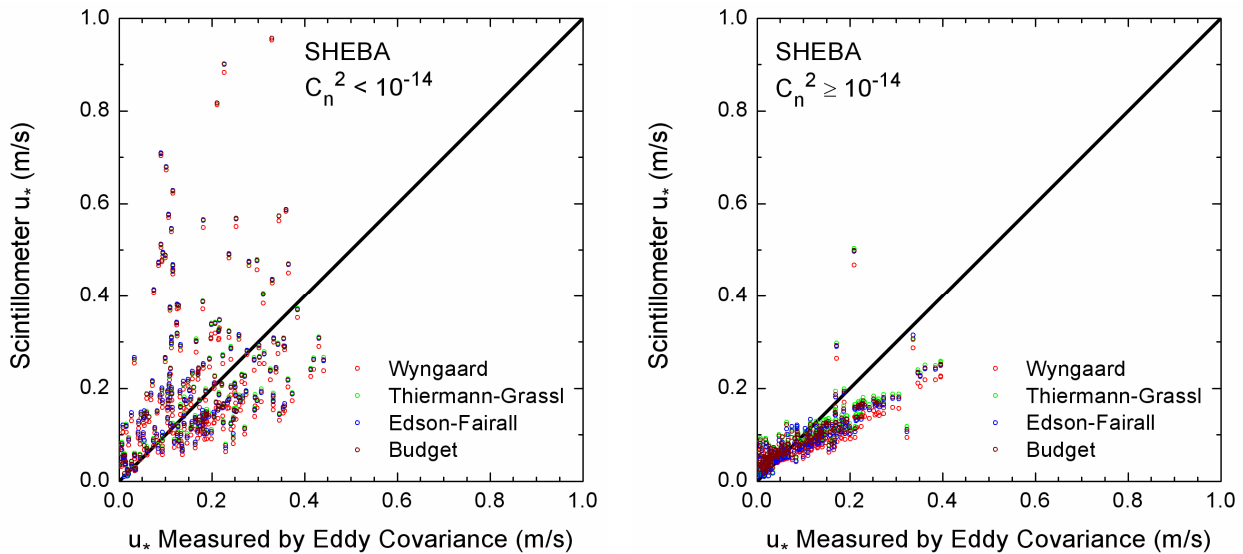 SHEBA
Cn2 < 10-14
1.0
0.8
0.6
0.4
0.2
0.0
Scintillometer u* (m/s)
Wyngaard
Thiermann-Grassl
Edson-Fairall
Budget
0.0 0.2 0.4 0.6 0.8 1.0
u* Measured by Eddy Covariance (m/s)
SHEBA
Cn2 ≥ 10-14
1.0
0.8
0.6
0.4
0.2
0.0
Scintillometer u* (m/s)
Wyngaard
Thiermann-Grassl
Edson-Fairall
Budget
0.0 0.2 0.4 0.6 0.8 1.0
u* Measured by Eddy Covariance (m/s)